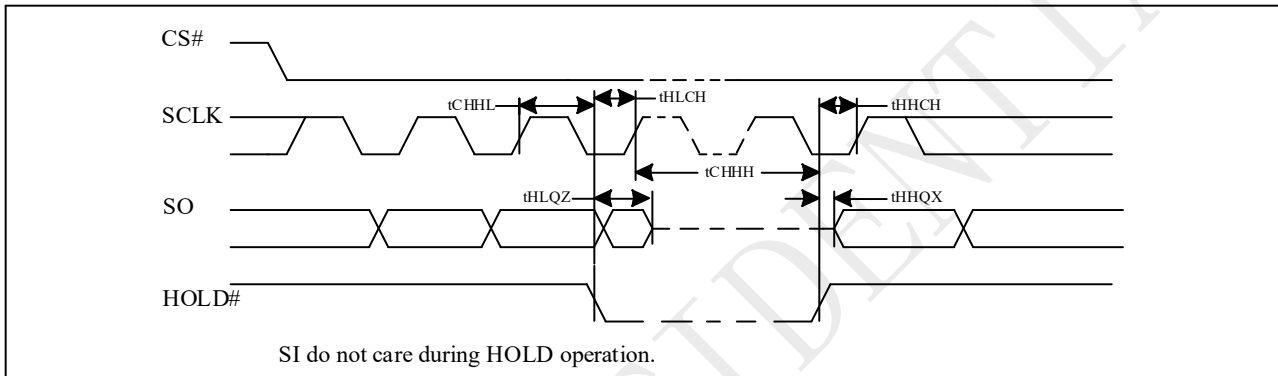 CS#
tCHHL
tHLCH
tHHCH
SCLK
tCHHH
tHLQZ
tHHQX
SO
HOLD#
SI do not care during HOLD operation.